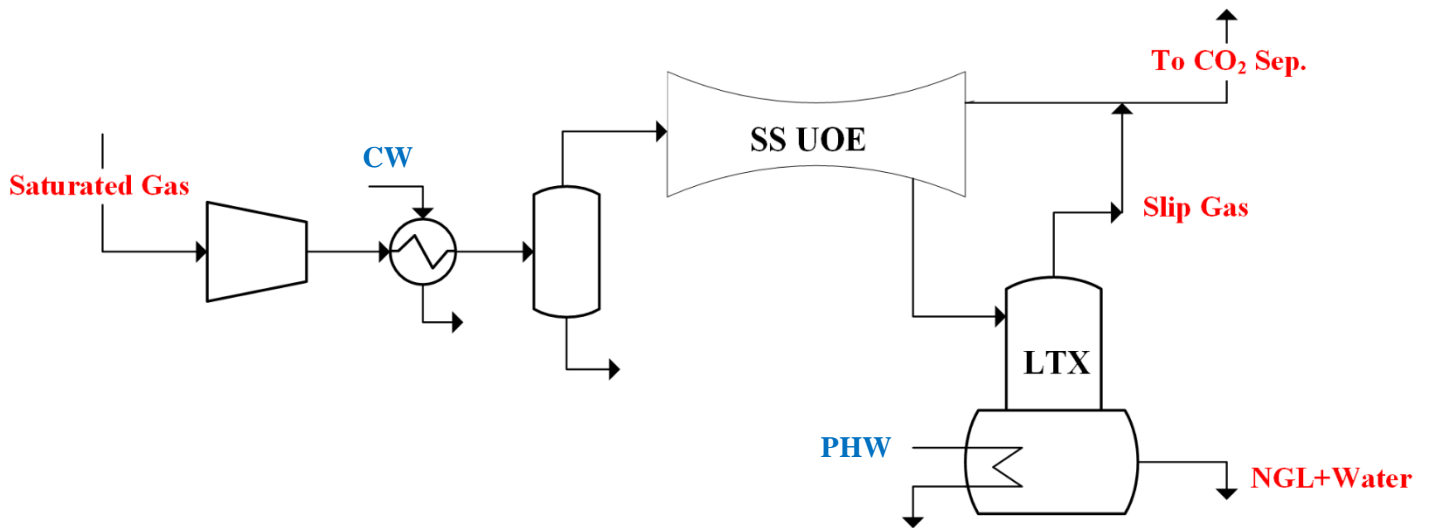 To CO₂ Sep.
SS UOE
CW
Saturated Gas
Slip Gas
LTX
PHW
NGL+Water